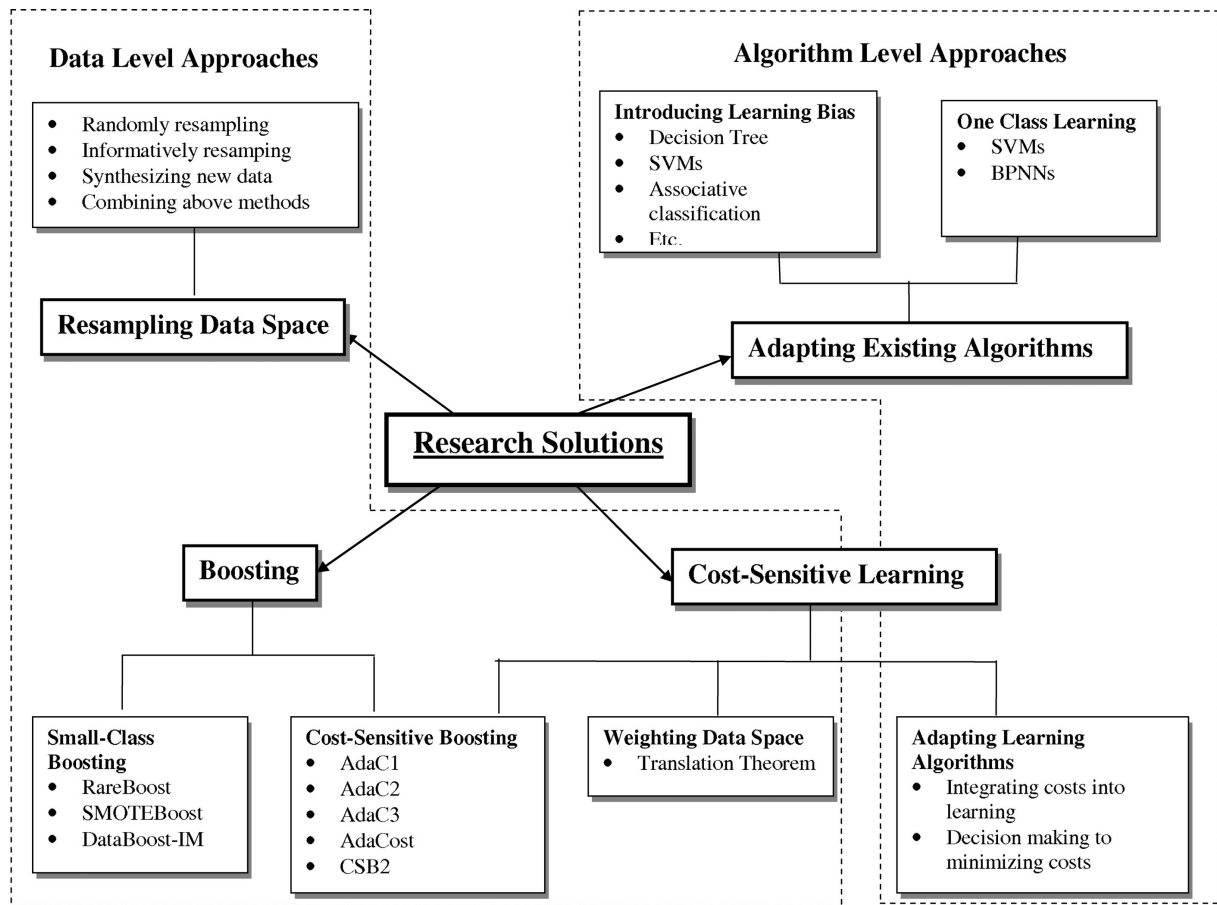 Data Level Approaches
• Randomly resampling
• Informatively resamping
• Synthesizing new data
• Combining above methods
Resampling Data Space
Algorithm Level Approaches
Introducing Learning Bias
• Decision Tree
• SVMs
• Associative
classification
• Etc.
One Class Learning
• SVMs
• BPNNs
Adapting Existing Algorithms
Research Solutions
Boosting
Cost-Sensitive Learning
Small-Class
Boosting
• RareBoost
• SMOTEBoost
• DataBoost-IM
Cost-Sensitive Boosting
• AdaC1
• AdaC2
• AdaC3
• AdaCost
• CSB2
Weighting Data Space
• Translation Theorem
Adapting Learning
Algorithms
• Integrating costs into
learning
• Decision making to
minimizing costs